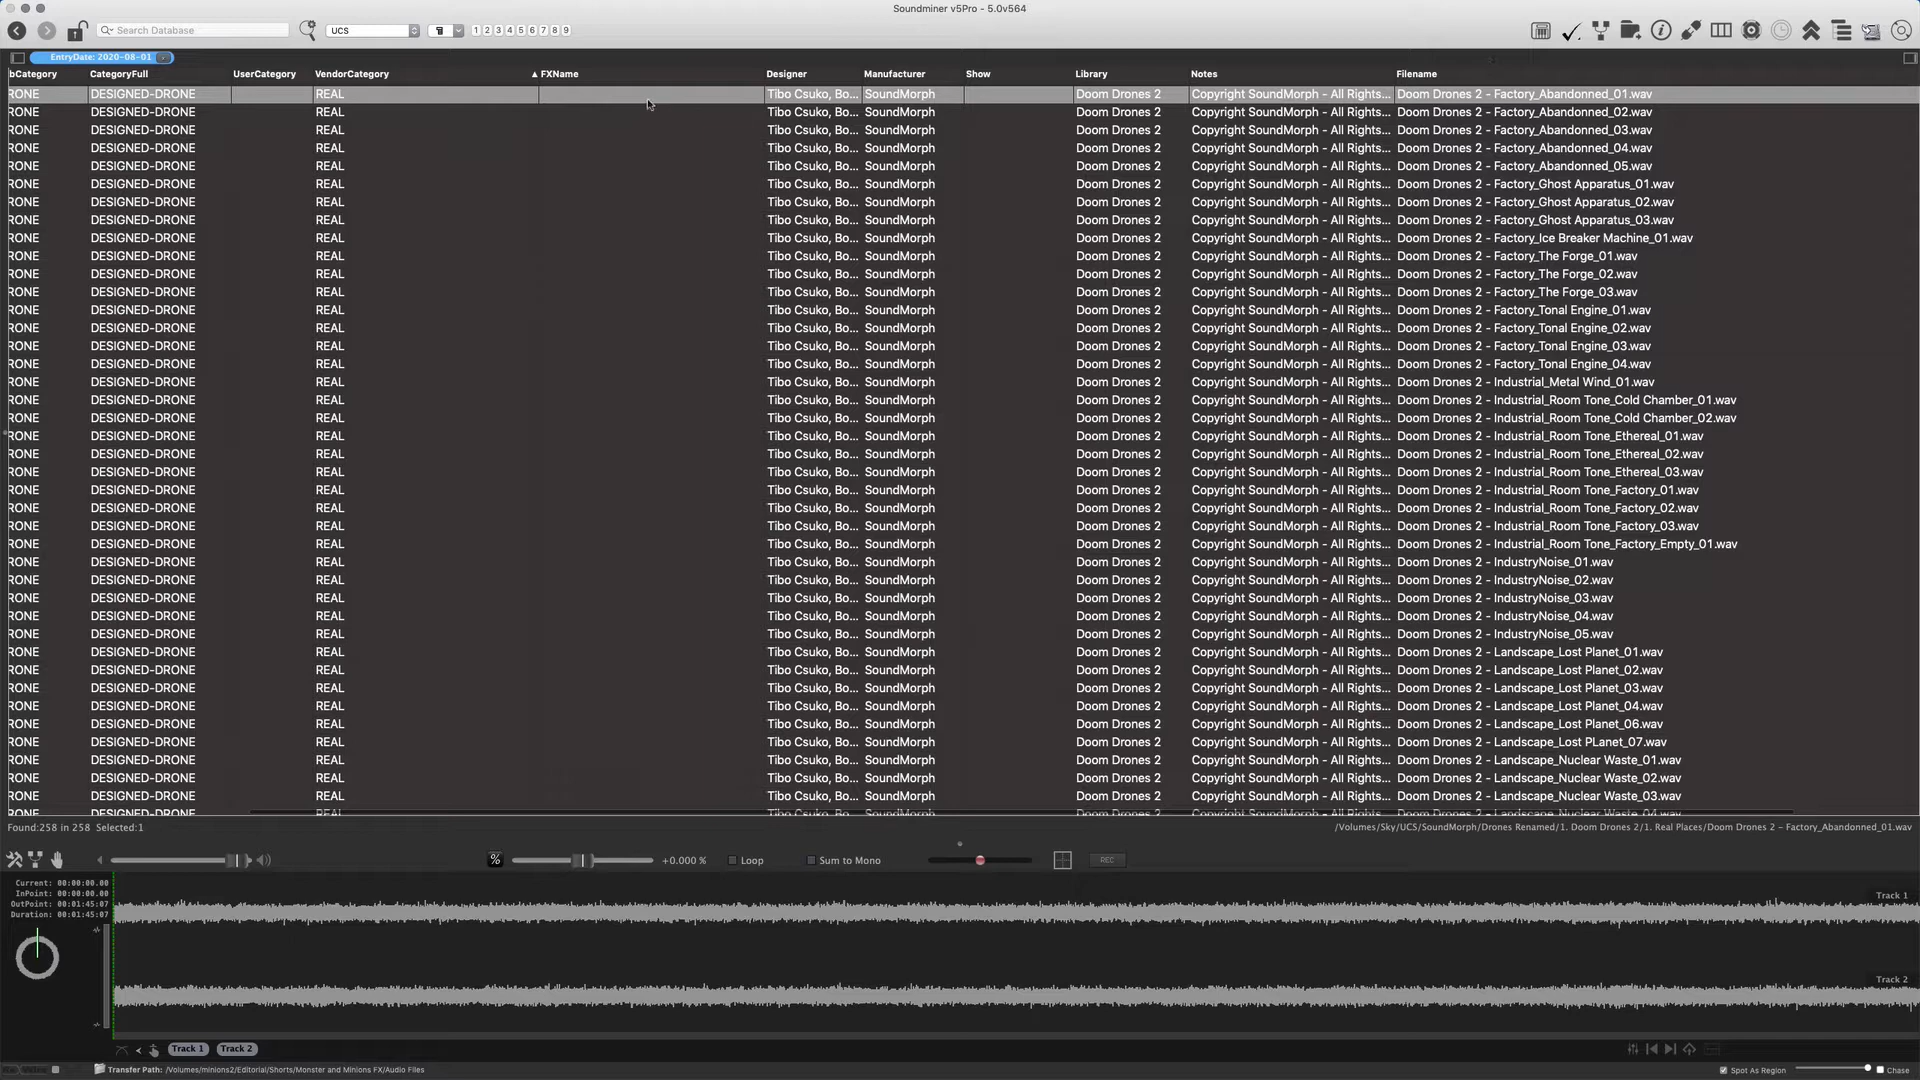 Soundminer v5Pro - 5.0v564
Search Database UCS 1 2 3 4 5 6 7 8 9
EntryDate: 2020-08-01
bCategory CategoryFull UserCategory VendorCategory ▲ FXName Designer Manufacturer Show Library Notes Filename
RONE DESIGNED-DRONE REAL Tibo Csuko, Bo... SoundMorph Doom Drones 2 Copyright SoundMorph - All Rights... Doom Drones 2 - Factory_Abandonned_01.wav
RONE DESIGNED-DRONE REAL Tibo Csuko, Bo... SoundMorph Doom Drones 2 Copyright SoundMorph - All Rights... Doom Drones 2 - Factory_Abandonned_02.wav
RONE DESIGNED-DRONE REAL Tibo Csuko, Bo... SoundMorph Doom Drones 2 Copyright SoundMorph - All Rights... Doom Drones 2 - Factory_Abandonned_03.wav
RONE DESIGNED-DRONE REAL Tibo Csuko, Bo... SoundMorph Doom Drones 2 Copyright SoundMorph - All Rights... Doom Drones 2 - Factory_Abandonned_04.wav
RONE DESIGNED-DRONE REAL Tibo Csuko, Bo... SoundMorph Doom Drones 2 Copyright SoundMorph - All Rights... Doom Drones 2 - Factory_Abandonned_05.wav
RONE DESIGNED-DRONE REAL Tibo Csuko, Bo... SoundMorph Doom Drones 2 Copyright SoundMorph - All Rights... Doom Drones 2 - Factory_Ghost Apparatus_01.wav
RONE DESIGNED-DRONE REAL Tibo Csuko, Bo... SoundMorph Doom Drones 2 Copyright SoundMorph - All Rights... Doom Drones 2 - Factory_Ghost Apparatus_02.wav
RONE DESIGNED-DRONE REAL Tibo Csuko, Bo... SoundMorph Doom Drones 2 Copyright SoundMorph - All Rights... Doom Drones 2 - Factory_Ghost Apparatus_03.wav
RONE DESIGNED-DRONE REAL Tibo Csuko, Bo... SoundMorph Doom Drones 2 Copyright SoundMorph - All Rights... Doom Drones 2 - Factory_Ice Breaker Machine_01.wav
RONE DESIGNED-DRONE REAL Tibo Csuko, Bo... SoundMorph Doom Drones 2 Copyright SoundMorph - All Rights... Doom Drones 2 - Factory_The Forge_01.wav
RONE DESIGNED-DRONE REAL Tibo Csuko, Bo... SoundMorph Doom Drones 2 Copyright SoundMorph - All Rights... Doom Drones 2 - Factory_The Forge_02.wav
RONE DESIGNED-DRONE REAL Tibo Csuko, Bo... SoundMorph Doom Drones 2 Copyright SoundMorph - All Rights... Doom Drones 2 - Factory_The Forge_03.wav
RONE DESIGNED-DRONE REAL Tibo Csuko, Bo... SoundMorph Doom Drones 2 Copyright SoundMorph - All Rights... Doom Drones 2 - Factory_Tonal Engine_01.wav
RONE DESIGNED-DRONE REAL Tibo Csuko, Bo... SoundMorph Doom Drones 2 Copyright SoundMorph - All Rights... Doom Drones 2 - Factory_Tonal Engine_02.wav
RONE DESIGNED-DRONE REAL Tibo Csuko, Bo... SoundMorph Doom Drones 2 Copyright SoundMorph - All Rights... Doom Drones 2 - Factory_Tonal Engine_03.wav
RONE DESIGNED-DRONE REAL Tibo Csuko, Bo... SoundMorph Doom Drones 2 Copyright SoundMorph - All Rights... Doom Drones 2 - Factory_Tonal Engine_04.wav
RONE DESIGNED-DRONE REAL Tibo Csuko, Bo... SoundMorph Doom Drones 2 Copyright SoundMorph - All Rights... Doom Drones 2 - Industrial_Metal Wind_01.wav
RONE DESIGNED-DRONE REAL Tibo Csuko, Bo... SoundMorph Doom Drones 2 Copyright SoundMorph - All Rights... Doom Drones 2 - Industrial_Room Tone_Cold Chamber_01.wav
RONE DESIGNED-DRONE REAL Tibo Csuko, Bo... SoundMorph Doom Drones 2 Copyright SoundMorph - All Rights... Doom Drones 2 - Industrial_Room Tone_Cold Chamber_02.wav
RONE DESIGNED-DRONE REAL Tibo Csuko, Bo... SoundMorph Doom Drones 2 Copyright SoundMorph - All Rights... Doom Drones 2 - Industrial_Room Tone_Ethereal_01.wav
RONE DESIGNED-DRONE REAL Tibo Csuko, Bo... SoundMorph Doom Drones 2 Copyright SoundMorph - All Rights... Doom Drones 2 - Industrial_Room Tone_Ethereal_02.wav
RONE DESIGNED-DRONE REAL Tibo Csuko, Bo... SoundMorph Doom Drones 2 Copyright SoundMorph - All Rights... Doom Drones 2 - Industrial_Room Tone_Ethereal_03.wav
RONE DESIGNED-DRONE REAL Tibo Csuko, Bo... SoundMorph Doom Drones 2 Copyright SoundMorph - All Rights... Doom Drones 2 - Industrial_Room Tone_Factory_01.wav
RONE DESIGNED-DRONE REAL Tibo Csuko, Bo... SoundMorph Doom Drones 2 Copyright SoundMorph - All Rights... Doom Drones 2 - Industrial_Room Tone_Factory_02.wav
RONE DESIGNED-DRONE REAL Tibo Csuko, Bo... SoundMorph Doom Drones 2 Copyright SoundMorph - All Rights... Doom Drones 2 - Industrial_Room Tone_Factory_03.wav
RONE DESIGNED-DRONE REAL Tibo Csuko, Bo... SoundMorph Doom Drones 2 Copyright SoundMorph - All Rights... Doom Drones 2 - Industrial_Room Tone_Factory_Empty_01.wav
RONE DESIGNED-DRONE REAL Tibo Csuko, Bo... SoundMorph Doom Drones 2 Copyright SoundMorph - All Rights... Doom Drones 2 - IndustryNoise_01.wav
RONE DESIGNED-DRONE REAL Tibo Csuko, Bo... SoundMorph Doom Drones 2 Copyright SoundMorph - All Rights... Doom Drones 2 - IndustryNoise_02.wav
RONE DESIGNED-DRONE REAL Tibo Csuko, Bo... SoundMorph Doom Drones 2 Copyright SoundMorph - All Rights... Doom Drones 2 - IndustryNoise_03.wav
RONE DESIGNED-DRONE REAL Tibo Csuko, Bo... SoundMorph Doom Drones 2 Copyright SoundMorph - All Rights... Doom Drones 2 - IndustryNoise_04.wav
RONE DESIGNED-DRONE REAL Tibo Csuko, Bo... SoundMorph Doom Drones 2 Copyright SoundMorph - All Rights... Doom Drones 2 - IndustryNoise_05.wav
RONE DESIGNED-DRONE REAL Tibo Csuko, Bo... SoundMorph Doom Drones 2 Copyright SoundMorph - All Rights... Doom Drones 2 - Landscape_Lost Planet_01.wav
RONE DESIGNED-DRONE REAL Tibo Csuko, Bo... SoundMorph Doom Drones 2 Copyright SoundMorph - All Rights... Doom Drones 2 - Landscape_Lost Planet_02.wav
RONE DESIGNED-DRONE REAL Tibo Csuko, Bo... SoundMorph Doom Drones 2 Copyright SoundMorph - All Rights... Doom Drones 2 - Landscape_Lost Planet_03.wav
RONE DESIGNED-DRONE REAL Tibo Csuko, Bo... SoundMorph Doom Drones 2 Copyright SoundMorph - All Rights... Doom Drones 2 - Landscape_Lost Planet_04.wav
RONE DESIGNED-DRONE REAL Tibo Csuko, Bo... SoundMorph Doom Drones 2 Copyright SoundMorph - All Rights... Doom Drones 2 - Landscape_Lost Planet_06.wav
RONE DESIGNED-DRONE REAL Tibo Csuko, Bo... SoundMorph Doom Drones 2 Copyright SoundMorph - All Rights... Doom Drones 2 - Landscape_Lost PLanet_07.wav
RONE DESIGNED-DRONE REAL Tibo Csuko, Bo... SoundMorph Doom Drones 2 Copyright SoundMorph - All Rights... Doom Drones 2 - Landscape_Nuclear Waste_01.wav
RONE DESIGNED-DRONE REAL Tibo Csuko, Bo... SoundMorph Doom Drones 2 Copyright SoundMorph - All Rights... Doom Drones 2 - Landscape_Nuclear Waste_02.wav
RONE DESIGNED-DRONE REAL Tibo Csuko, Bo... SoundMorph Doom Drones 2 Copyright SoundMorph - All Rights... Doom Drones 2 - Landscape_Nuclear Waste_03.wav
RONE DESIGNED-DRONE REAL Tibo Csuko, Bo... SoundMorph Doom Drones 2 Copyright SoundMorph - All Rights... Doom Drones 2 - Landscape_Nuclear Waste_04.wav
Found:258 in 258 Selected:1 /Volumes/Sky/UCS/SoundMorph/Drones Renamed/1. Doom Drones 2/1. Real Places/Doom Drones 2 - Factory_Abandonned_01.wav
% +0.000 % Loop Sum to Mono REC
Current: 00:00:00.00
InPoint: 00:00:00.00
OutPoint: 00:01:45:07
Duration: 00:01:45:07
Track 1
Track 2
Track 1 Track 2
Transfer Path: /Volumes/minions2/Editorial/Shorts/Monster and Minions FX/Audio Files Spot As Region Chase